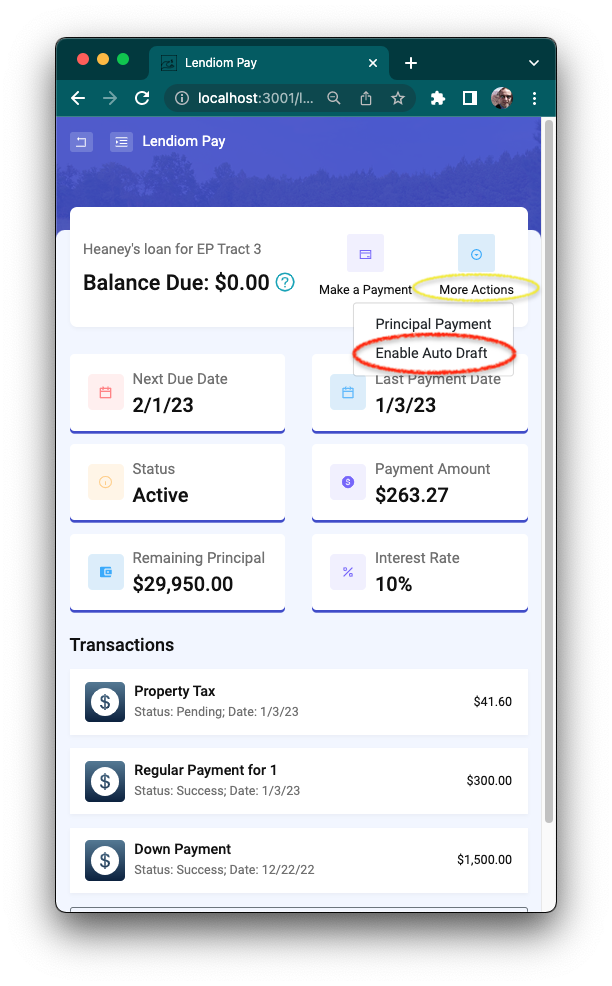 Lendiom Pay
localhost:3001/l...
Lendiom Pay
Heaney's loan for EP Tract 3
Balance Due: $0.00 ?
Make a Payment
More Actions
Principal Payment
Enable Auto Draft
Next Due Date
2/1/23
Last Payment Date
1/3/23
Status
Active
Payment Amount
$263.27
Remaining Principal
$29,950.00
Interest Rate
10%
Transactions
Property Tax
$41.60
Status: Pending; Date: 1/3/23
Regular Payment for 1
$300.00
Status: Success; Date: 1/3/23
Down Payment
$1,500.00
Status: Success; Date: 12/22/22